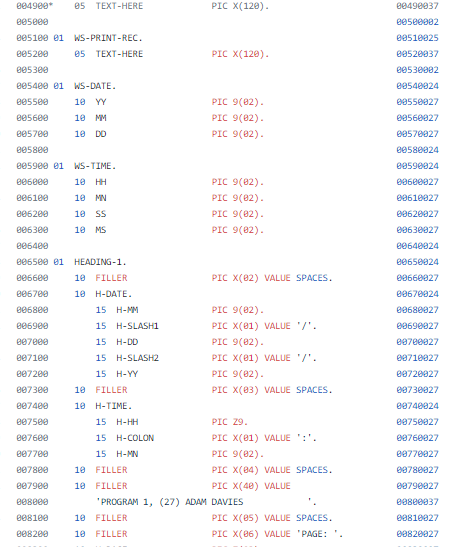 004900* 05 TEXT-HERE PIC X(120). 00490037
005000 00500002
005100 01 WS-PRINT-REC. 00510025
005200 05 TEXT-HERE PIC X(120). 00520037
005300 00530002
005400 01 WS-DATE. 00540024
005500 10 YY PIC 9(02). 00550027
005600 10 MM PIC 9(02). 00560027
005700 10 DD PIC 9(02). 00570027
005800 00580024
005900 01 WS-TIME. 00590024
006000 10 HH PIC 9(02). 00600027
006100 10 MN PIC 9(02). 00610027
006200 10 SS PIC 9(02). 00620027
006300 10 MS PIC 9(02). 00630027
006400 00640024
006500 01 HEADING-1. 00650024
006600 10 FILLER PIC X(02) VALUE SPACES. 00660027
006700 10 H-DATE. 00670024
006800 15 H-MM PIC 9(02). 00680027
006900 15 H-SLASH1 PIC X(01) VALUE '/'. 00690027
007000 15 H-DD PIC 9(02). 00700027
007100 15 H-SLASH2 PIC X(01) VALUE '/'. 00710027
007200 15 H-YY PIC 9(02). 00720027
007300 10 FILLER PIC X(03) VALUE SPACES. 00730027
007400 10 H-TIME. 00740024
007500 15 H-HH PIC Z9. 00750027
007600 15 H-COLON PIC X(01) VALUE ':'. 00760027
007700 15 H-MN PIC 9(02). 00770027
007800 10 FILLER PIC X(04) VALUE SPACES. 00780027
007900 10 FILLER PIC X(40) VALUE 00790027
008000 'PROGRAM 1, (27) ADAM DAVIES '. 00800037
008100 10 FILLER PIC X(05) VALUE SPACES. 00810027
008200 10 FILLER PIC X(06) VALUE 'PAGE: '. 00820027